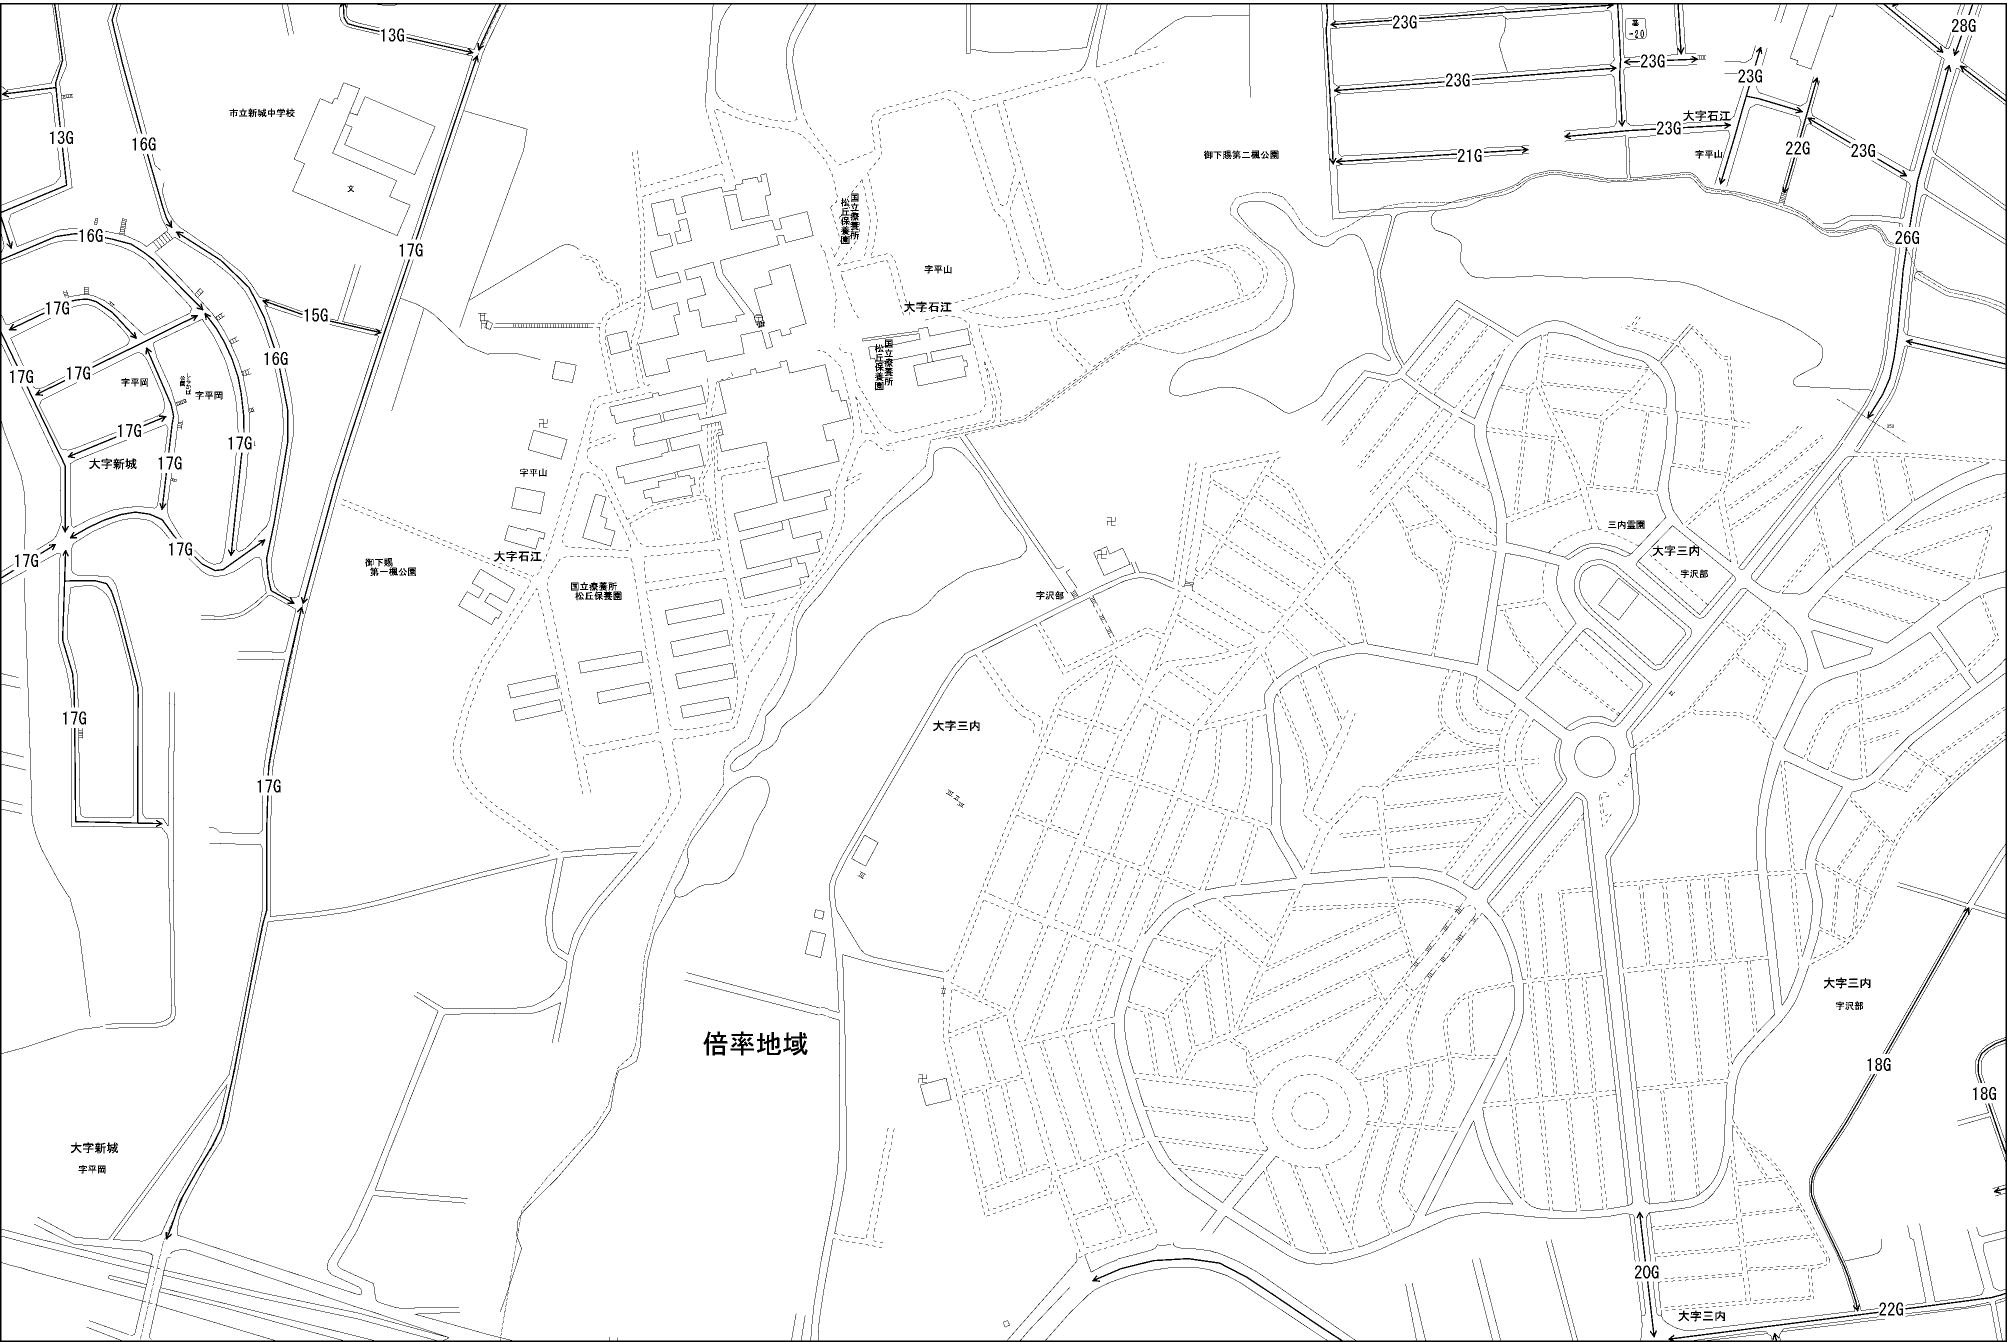 13G
23G
28G
墓
-20
23G
23G
23G
市立新城中学校
13G
16G
大字石江
23G
21G
22G
23G
御下賜第二楓公園
字平山
文
国立療養所
松丘保養園
16G
17G
26G
字平山
17G
15G
大字石江
16G
国立療養所
松丘保養園
17G
17G
字平岡
字平岡
17G
17G
大字新城
17G
字平山
350
三内霊園
17G
17G
大字石江
大字三内
字沢部
御下賜
第一楓公園
国立療養所
松丘保養園
字沢部
17G
大字三内
17G
大字三内
字沢部
倍率地域
18G
18G
大字新城
字平岡
20G
22G
大字三内